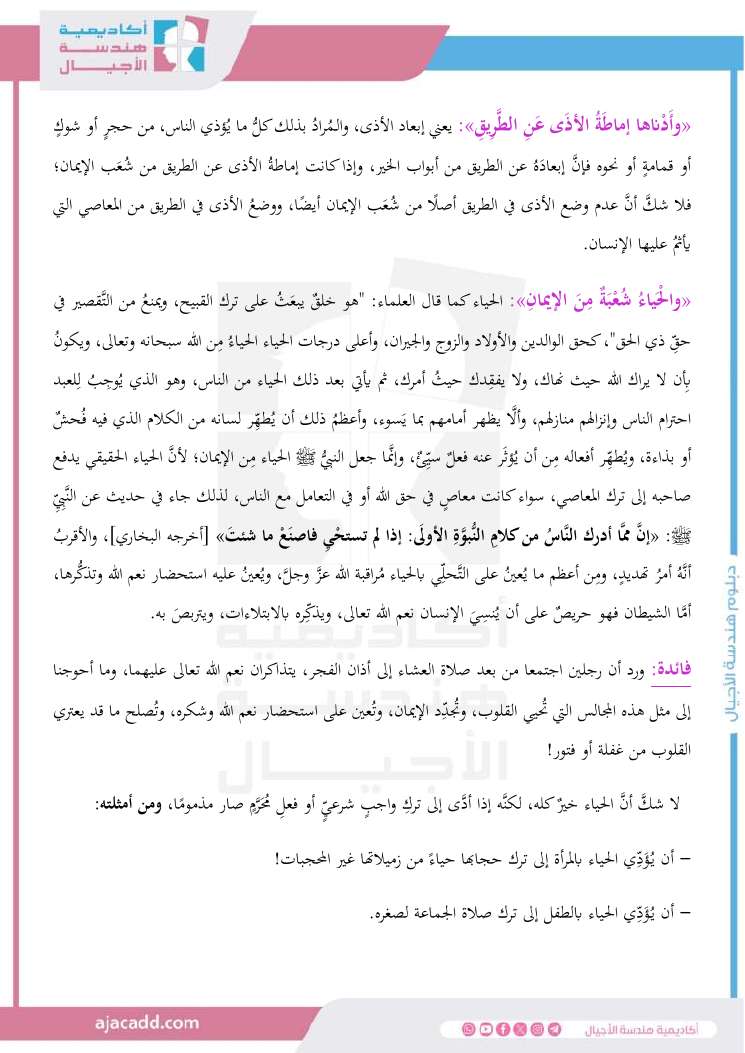 أكاديمية
هندسة
الأجيال
«وأَدْناها إماطَةُ الأذَى عَنِ الطَّرِيقِ»: يعني إبعاد الأذى، والمُرادُ بذلك كلُّ ما يُؤذي الناس، من حجرٍ أو شوكٍ
أو قمامةٍ أو نحوه فإنَّ إبعادَهُ عن الطريق من أبواب الخير، وإذا كانت إماطةُ الأذى عن الطريق من شُعَب الإيمان؛
فلا شكَّ أنَّ عدم وضع الأذى في الطريق أصلًا من شُعَب الإيمان أيضًا، ووضعُ الأذى في الطريق من المعاصي التي
يأثمُ عليها الإنسان.
«والْحَياءُ شُعْبَةٌ مِنَ الإيمانِ»: الحياء كما قال العلماء: "هو خلقٌ يبعَثُ على ترك القبيح، ويمنعُ من التَّقصير في
حقِّ ذي الحق"، كحق الوالدين والأولاد والزوج والجيران، وأعلى درجات الحياء الحياءُ مِن الله سبحانه وتعالى، ويكونُ
بِأن لا يراك الله حيث نهاك، ولا يفقِدك حيثُ أمرك، ثم يأتي بعد ذلك الحياء من الناس، وهو الذي يُوجِبُ لِلعبد
احترام الناس وإنزالهم منازلهم، وألَّا يظهر أمامهم بما يَسوء، وأعظمُ ذلك أن يُطهِّر لسانه من الكلام الذي فيه فُحشٌ
أو بذاءة، ويُطهِّر أفعاله مِن أن يُؤثَر عنه فعلٌ سيِّئٌ، وإنَّما جعل النبيُّ ﷺ الحياء مِن الإيمان؛ لأنَّ الحياء الحقيقي يدفع
صاحبه إلى ترك المعاصي، سواء كانت معاصٍ في حق الله أو في التعامل مع الناس، لذلك جاء في حديث عن النَّبِيِّ
ﷺ: «إنَّ ممَّا أدرك النَّاسُ من كلامِ النُّبوَّةِ الأولَى: إذا لم تستحْيِ فاصنَعْ ما شئتَ» [أخرجه البخاري]، والأقربُ
أنَّهُ أمرُ تهديدٍ، ومِن أعظم ما يُعينُ على التَّحلِّي بالحياء مُراقبة الله عزَّ وجلَّ، ويُعينُ عليه استحضار نعم الله وتذكُّرها،
أمَّا الشيطان فهو حريصٌ على أن يُنسِيَ الإنسان نعم الله تعالى، ويذكِّره بالابتلاءات، ويتربصَ به.
فائدة: ورد أن رجلين اجتمعا من بعد صلاة العشاء إلى أذان الفجر، يتذاكران نعم الله تعالى عليهما، وما أحوجنا
إلى مثل هذه المجالس التي تُحيي القلوب، وتُجدِّد الإيمان، وتُعين على استحضار نعم الله وشكره، وتُصلح ما قد يعتري
القلوب من غفلة أو فتور!
لا شكَّ أنَّ الحياء خيرٌ كله، لكنَّه إذا أدَّى إلى تركِ واجبٍ شرعيٍّ أو فعلِ مُحَرَّمٍ صار مذمومًا، ومن أمثلته:
– أن يُؤَدِّي الحياء بالمرأة إلى ترك حجابها حياءً من زميلاتها غير المحجبات!
– أن يُؤَدِّي الحياء بالطفل إلى ترك صلاة الجماعة لصغره.
دبلوم هندسة الأجيال
أكاديمية
هندسة
الأجيال
ajacadd.com
أكاديمية هندسة الأجيال